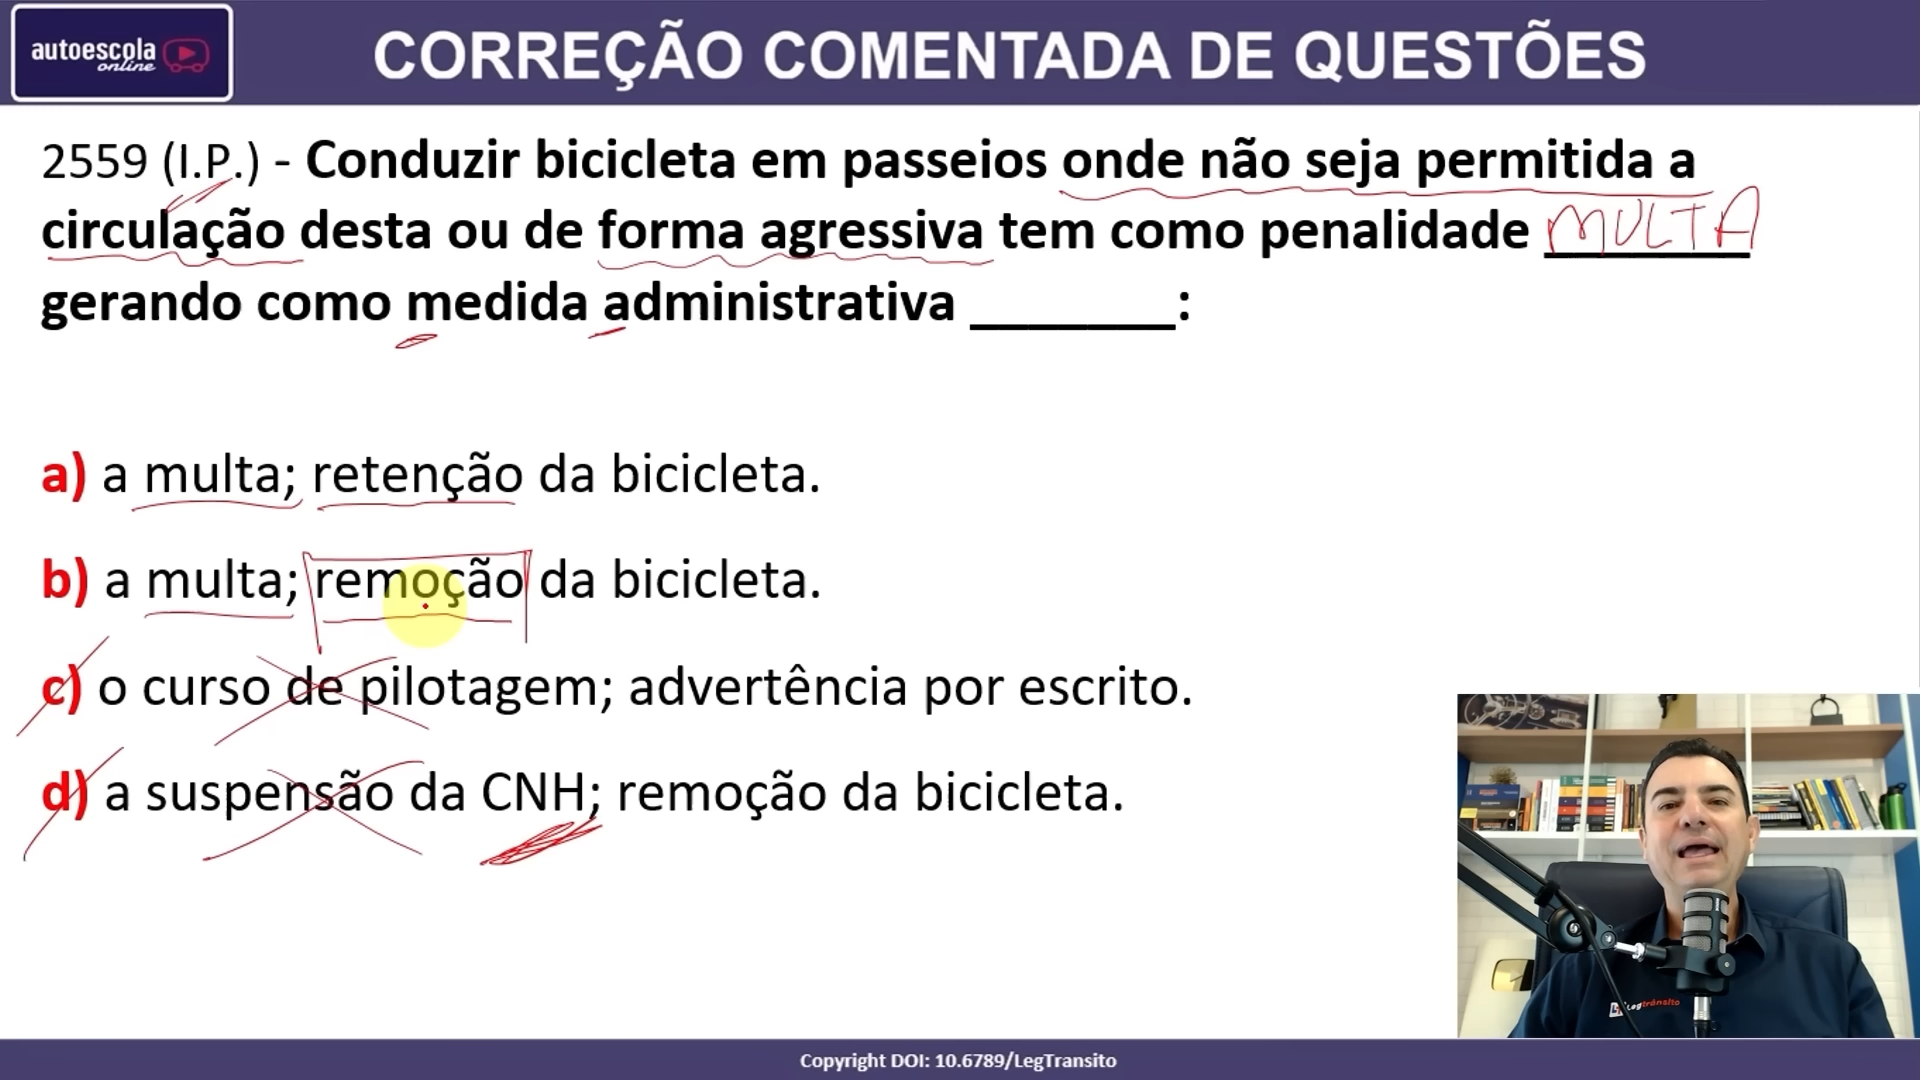 autoescola
online
CORREÇÃO COMENTADA DE QUESTÕES
2559 (I.P.) - Conduzir bicicleta em passeios onde não seja permitida a
circulação desta ou de forma agressiva tem como penalidade MULTA
gerando como medida administrativa _______:
a) a multa; retenção da bicicleta.
b) a multa; remoção da bicicleta.
c) o curso de pilotagem; advertência por escrito.
d) a suspensão da CNH; remoção da bicicleta.
Legtrânsito
Copyright DOI: 10.6789/LegTransito